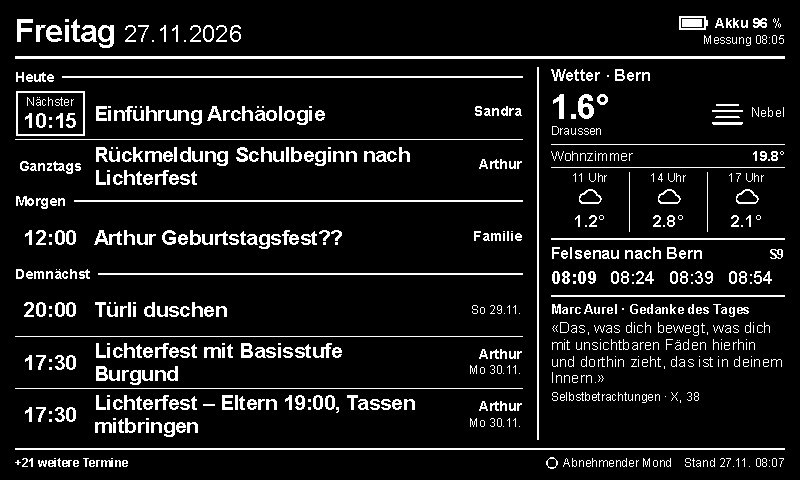 Freitag 27.11.2026
Akku 96 %
Messung 08:05
Heute
Nächster
10:15 Einführung Archäologie Sandra
Ganztags Rückmeldung Schulbeginn nach
Lichterfest Arthur
Morgen
12:00 Arthur Geburtstagsfest?? Familie
Demnächst
20:00 Türli duschen So 29.11.
17:30 Lichterfest mit Basisstufe
Burgund Arthur
Mo 30.11.
17:30 Lichterfest – Eltern 19:00, Tassen
mitbringen Arthur
Mo 30.11.
Wetter · Bern
1.6°
Draussen
Nebel
Wohnzimmer 19.8°
11 Uhr 14 Uhr 17 Uhr
1.2° 2.8° 2.1°
Felsenau nach Bern S9
08:09 08:24 08:39 08:54
Marc Aurel · Gedanke des Tages
«Das, was dich bewegt, was dich
mit unsichtbaren Fäden hierhin
und dorthin zieht, das ist in deinem
Innern.»
Selbstbetrachtungen · X, 38
+21 weitere Termine
Abnehmender Mond Stand 27.11. 08:07